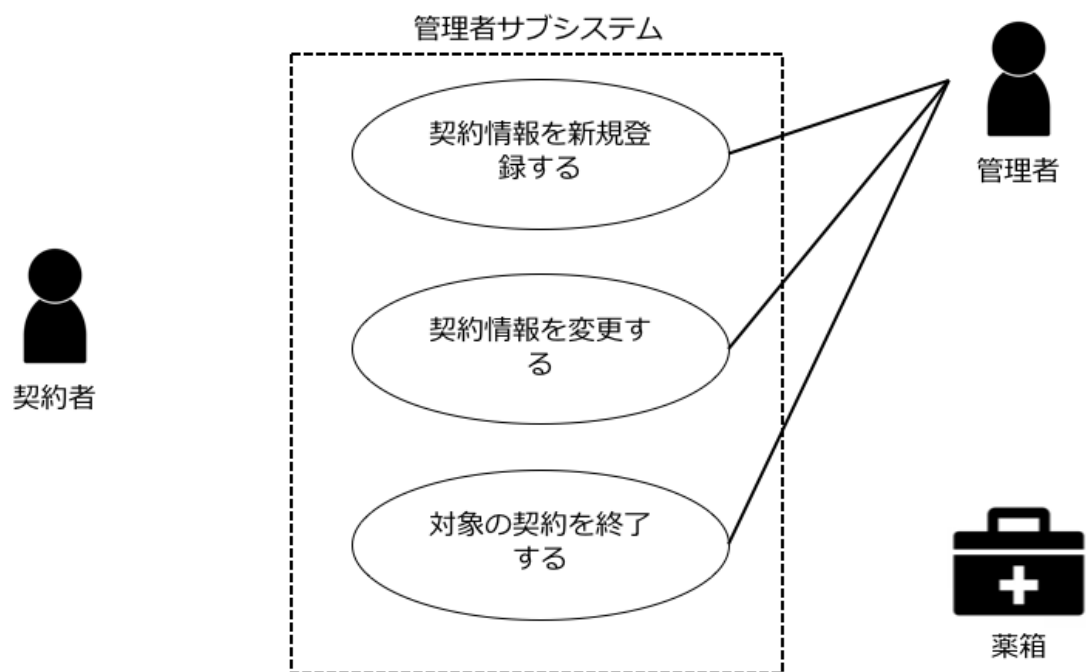 管理者サブシステム
契約情報を新規登
録する
管理者
契約情報を変更す
る
契約者
対象の契約を終了
する
薬箱